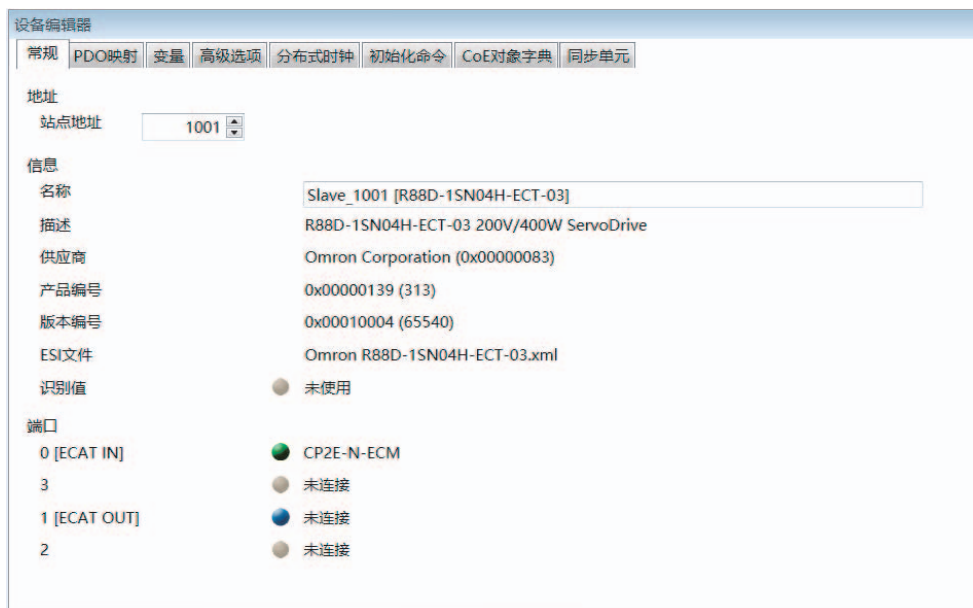 设备编辑器
常规 PDO映射 变量 高级选项 分布式时钟 初始化命令 CoE对象字典 同步单元
地址
站点地址 1001
信息
名称 Slave_1001 [R88D-1SN04H-ECT-03]
描述 R88D-1SN04H-ECT-03 200V/400W ServoDrive
供应商 Omron Corporation (0x00000083)
产品编号 0x00000139 (313)
版本编号 0x00010004 (65540)
ESI文件 Omron R88D-1SN04H-ECT-03.xml
识别值 未使用
端口
0 [ECAT IN] CP2E-N-ECM
3 未连接
1 [ECAT OUT] 未连接
2 未连接